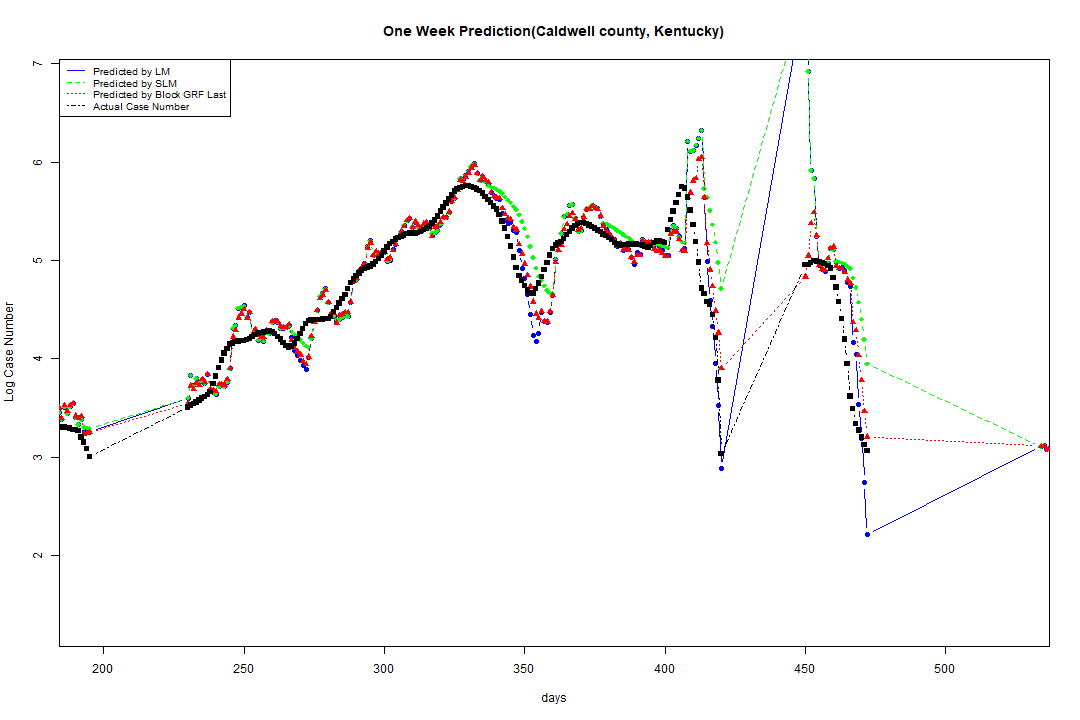 One Week Prediction(Caldwell county, Kentucky)
Predicted by LM
Predicted by SLM
Predicted by Block GRF Last
Actual Case Number
7
6
5
4
3
2
Log Case Number
200 250 300 350 400 450 500
days